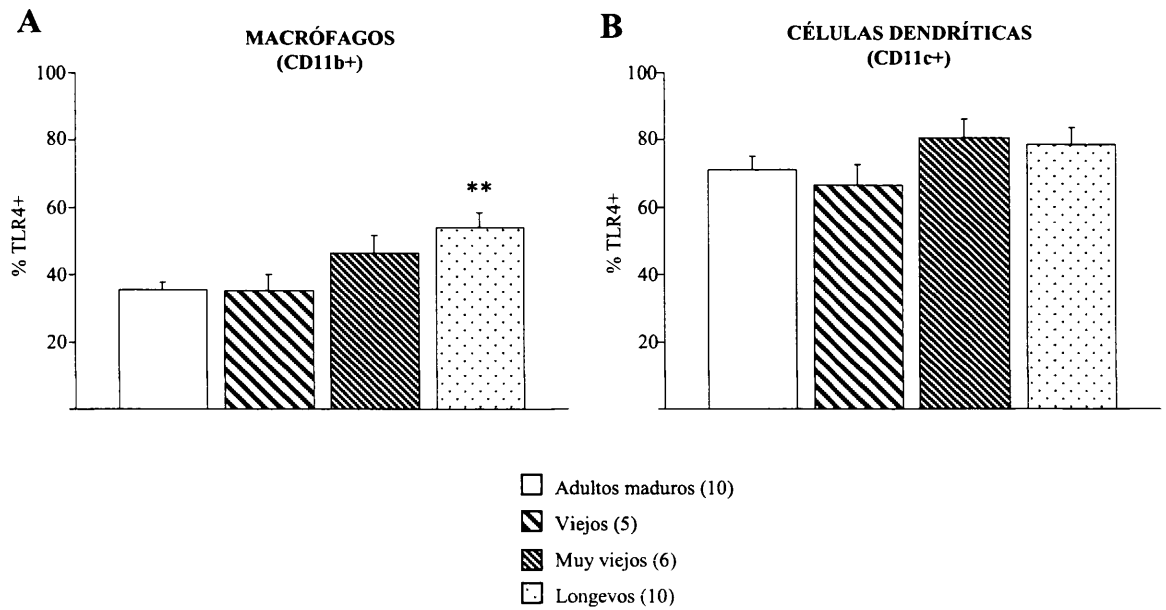 A
MACRÓFAGOS
(CD11b+)
100
80
60
40
20
% TLR4+
**
B
CÉLULAS DENDRÍTICAS
(CD11c+)
100
80
60
40
20
% TLR4+
Adultos maduros (10)
Viejos (5)
Muy viejos (6)
Longevos (10)